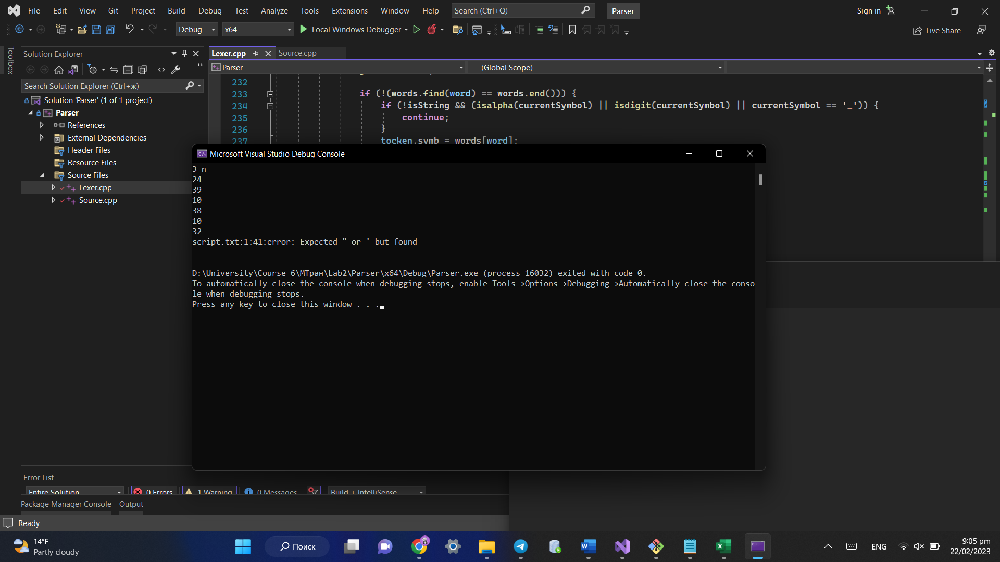 File Edit View Git Project Build Debug Test Analyze Tools Extensions Window Help Search (Ctrl+Q) Parser Sign in
Debug x64 Local Windows Debugger Live Share
Toolbox
Solution Explorer
Search Solution Explorer (Ctrl+ж)
Solution 'Parser' (1 of 1 project)
Parser
References
External Dependencies
Header Files
Resource Files
Source Files
Lexer.cpp
Source.cpp
Lexer.cpp Source.cpp
Parser (Global Scope)
232
233 if (!(words.find(word) == words.end())) {
234 if (!isString && (isalpha(currentSymbol) || isdigit(currentSymbol) || currentSymbol == '_')) {
235 continue;
236 }
237 tocken.symb = words[word];
Microsoft Visual Studio Debug Console
3 n
24
39
10
38
10
32
script.txt:1:41:error: Expected " or ' but found
D:\University\Course 6\МТран\Lab2\Parser\x64\Debug\Parser.exe (process 16032) exited with code 0.
To automatically close the console when debugging stops, enable Tools->Options->Debugging->Automatically close the conso
le when debugging stops.
Press any key to close this window . . .
Error List
Entire Solution 0 Errors 1 Warning 0 Messages Build + IntelliSense
Package Manager Console Output
Ready
14°F
Partly cloudy
Поиск
ENG
9:05 pm
22/02/2023